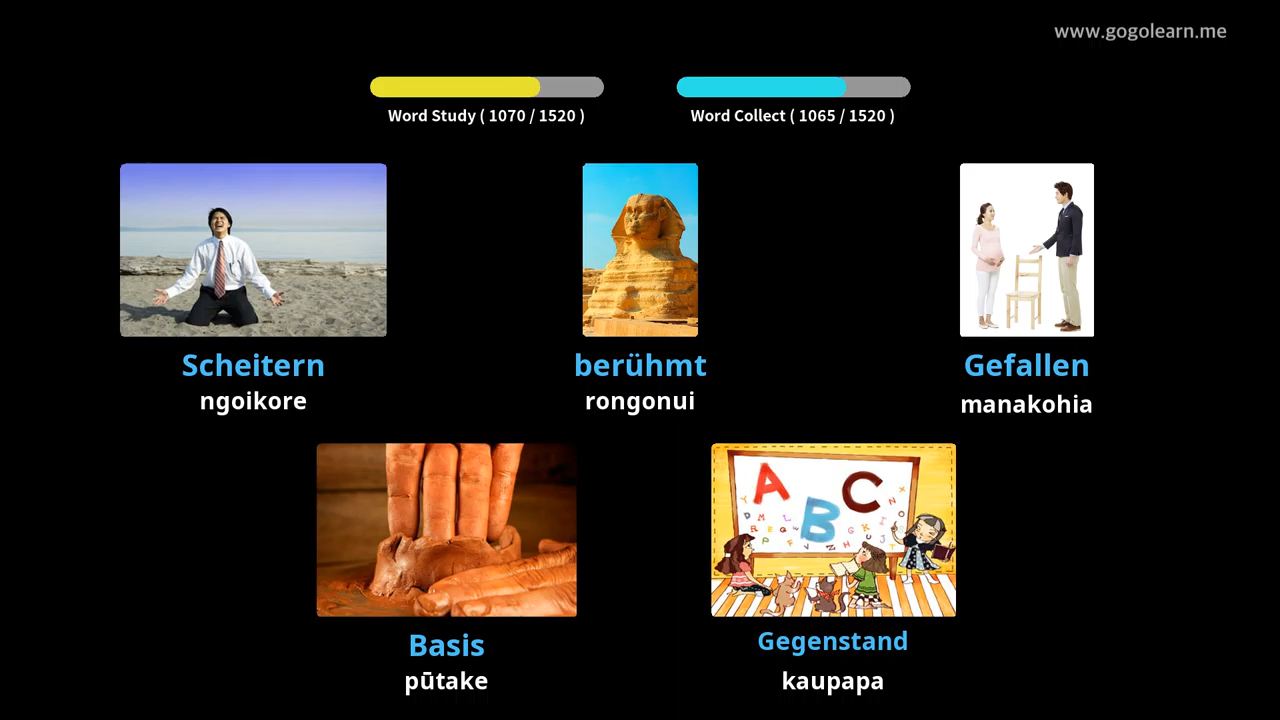 www.gogolearn.me
Word Study ( 1070 / 1520 )
Word Collect ( 1065 / 1520 )
Scheitern
ngoikore
berühmt
rongonui
Gefallen
manakohia
Basis
pūtake
A B C
Gegenstand
kaupapa